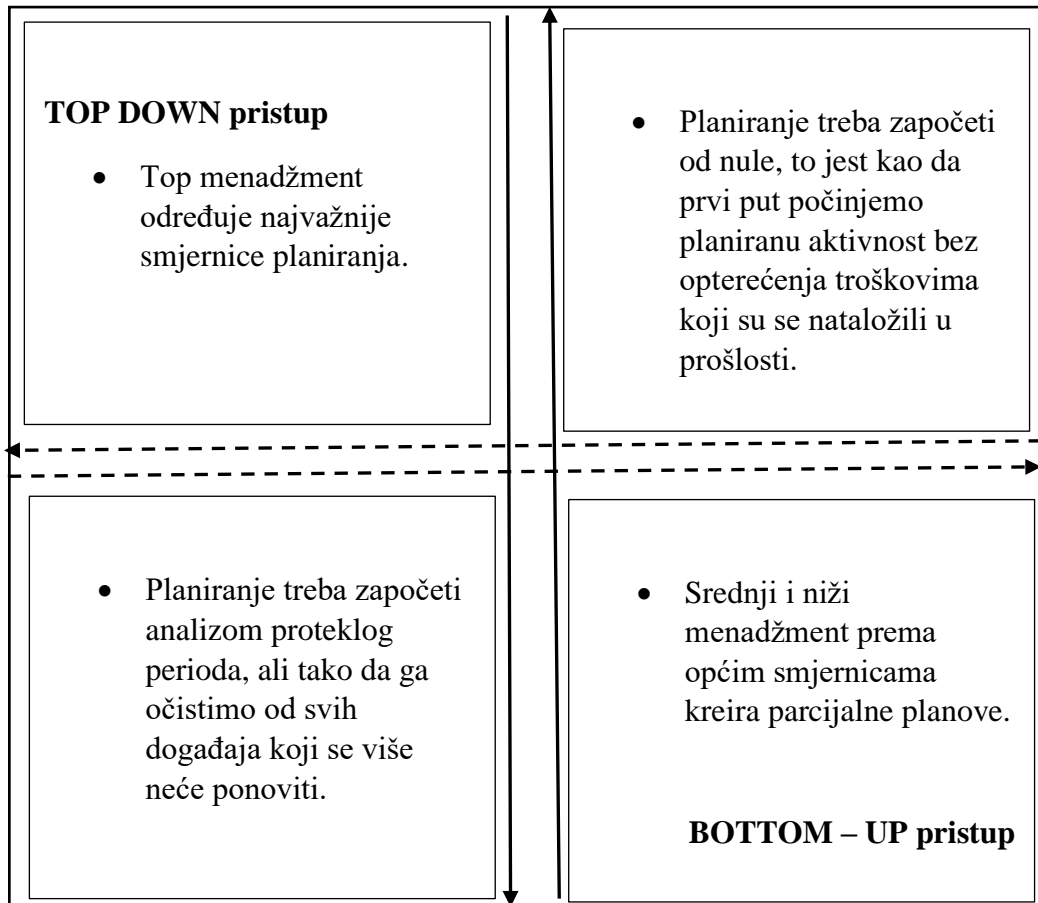 TOP DOWN pristup
• Top menadžment
određuje najvažnije
smjernice planiranja.
• Planiranje treba započeti
od nule, to jest kao da
prvi put počinjemo
planiranu aktivnost bez
opterećenja troškovima
koji su se nataložili u
prošlosti.
• Planiranje treba započeti
analizom proteklog
perioda, ali tako da ga
očistimo od svih
događaja koji se više
neće ponoviti.
• Srednji i niži
menadžment prema
općim smjernicama
kreira parcijalne planove.
BOTTOM – UP pristup